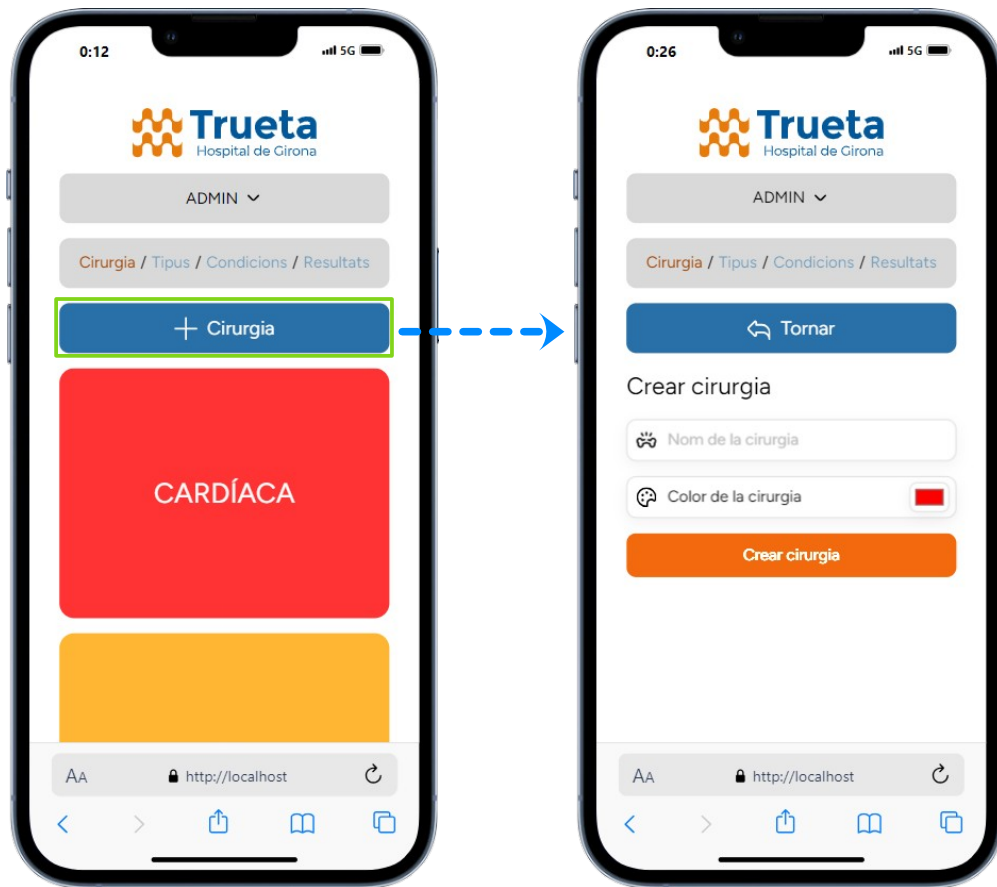 0:12
5G
Trueta
Hospital de Girona
ADMIN
Cirurgia / Tipus / Condicions / Resultats
+ Cirurgia
CARDÍACA
AA
http://localhost
0:26
5G
Trueta
Hospital de Girona
ADMIN
Cirurgia / Tipus / Condicions / Resultats
Tornar
Crear cirurgia
Nom de la cirurgia
Color de la cirurgia
Crear cirurgia
AA
http://localhost